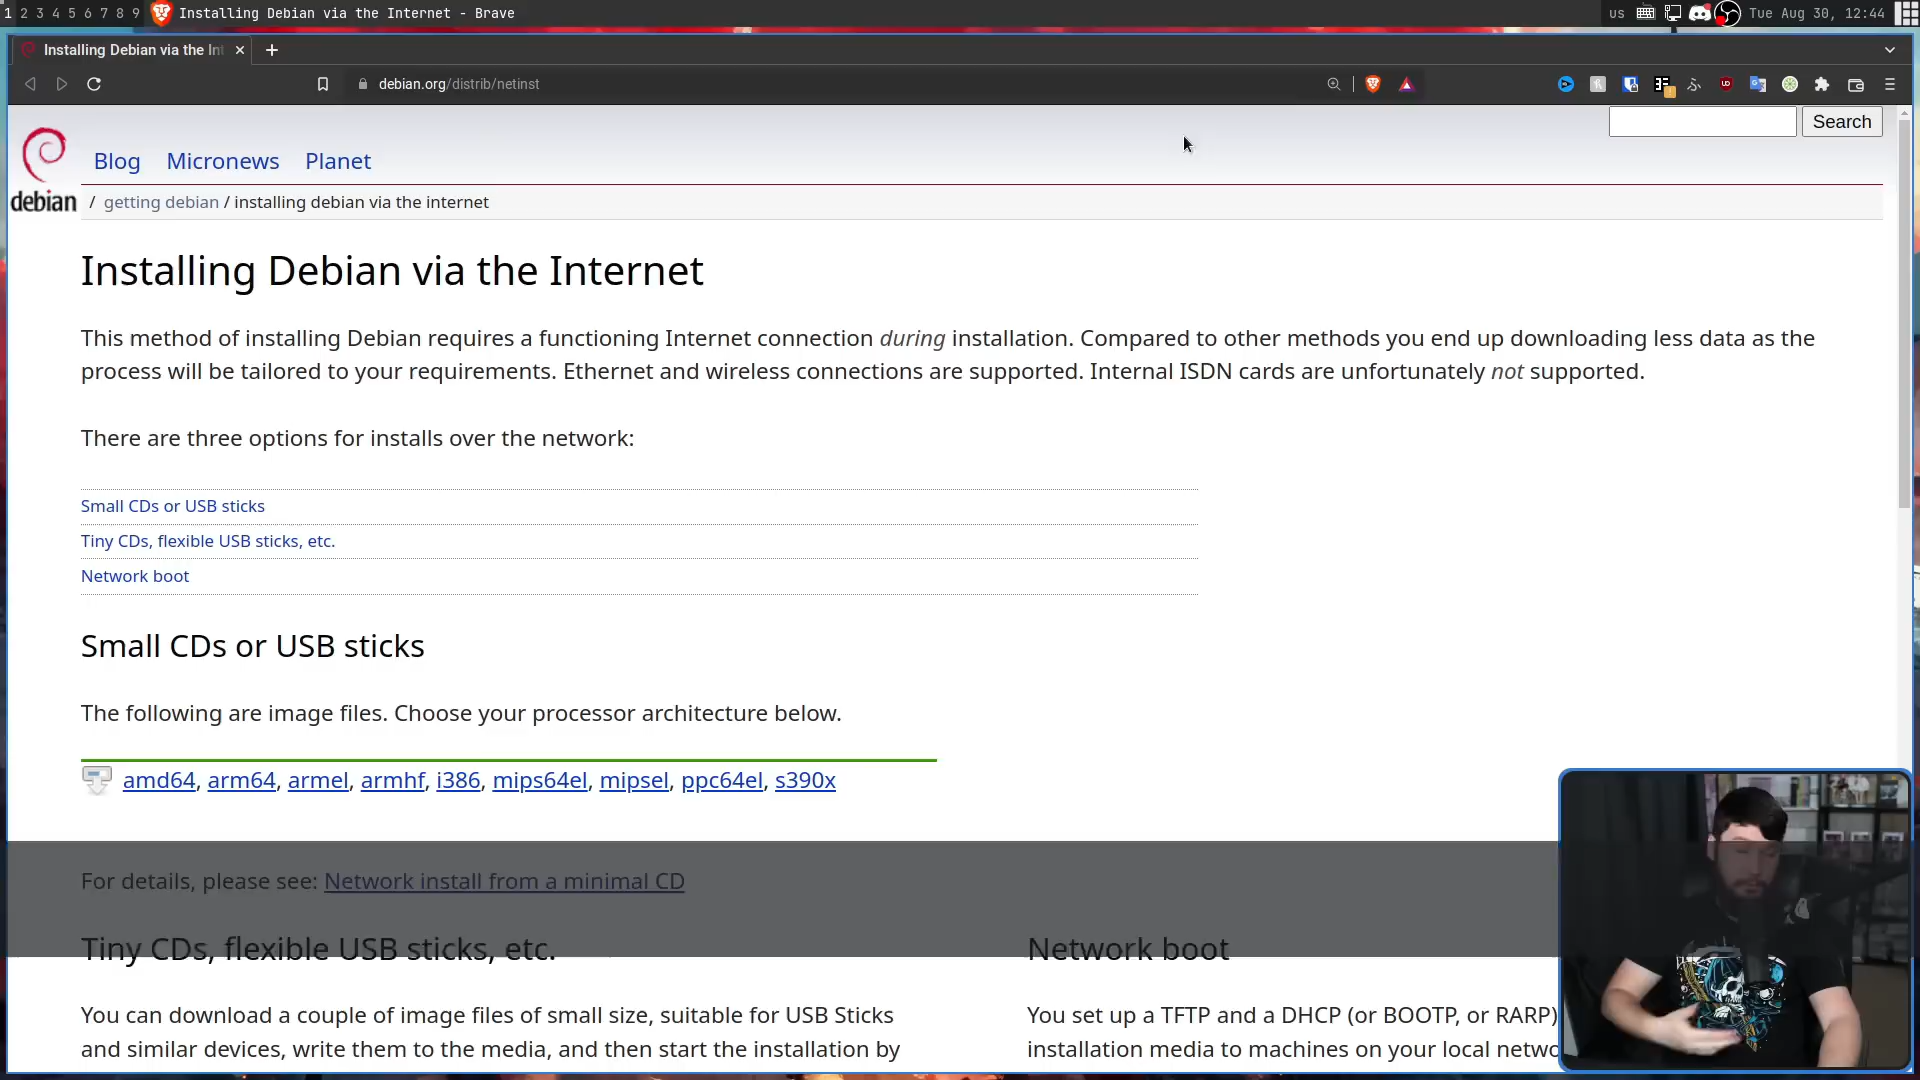 1 2 3 4 5 6 7 8 9 Installing Debian via the Internet - Brave
us Tue Aug 30, 12:44
Installing Debian via the In
debian.org/distrib/netinst
Search
Blog Micronews Planet
debian
/ getting debian / installing debian via the internet
Installing Debian via the Internet
This method of installing Debian requires a functioning Internet connection during installation. Compared to other methods you end up downloading less data as the
process will be tailored to your requirements. Ethernet and wireless connections are supported. Internal ISDN cards are unfortunately not supported.
There are three options for installs over the network:
Small CDs or USB sticks
Tiny CDs, flexible USB sticks, etc.
Network boot
Small CDs or USB sticks
The following are image files. Choose your processor architecture below.
amd64, arm64, armel, armhf, i386, mips64el, mipsel, ppc64el, s390x
For details, please see: Network install from a minimal CD
Tiny CDs, flexible USB sticks, etc.
You can download a couple of image files of small size, suitable for USB Sticks
and similar devices, write them to the media, and then start the installation by
Network boot
You set up a TFTP and a DHCP (or BOOTP, or RARP)
installation media to machines on your local netwo